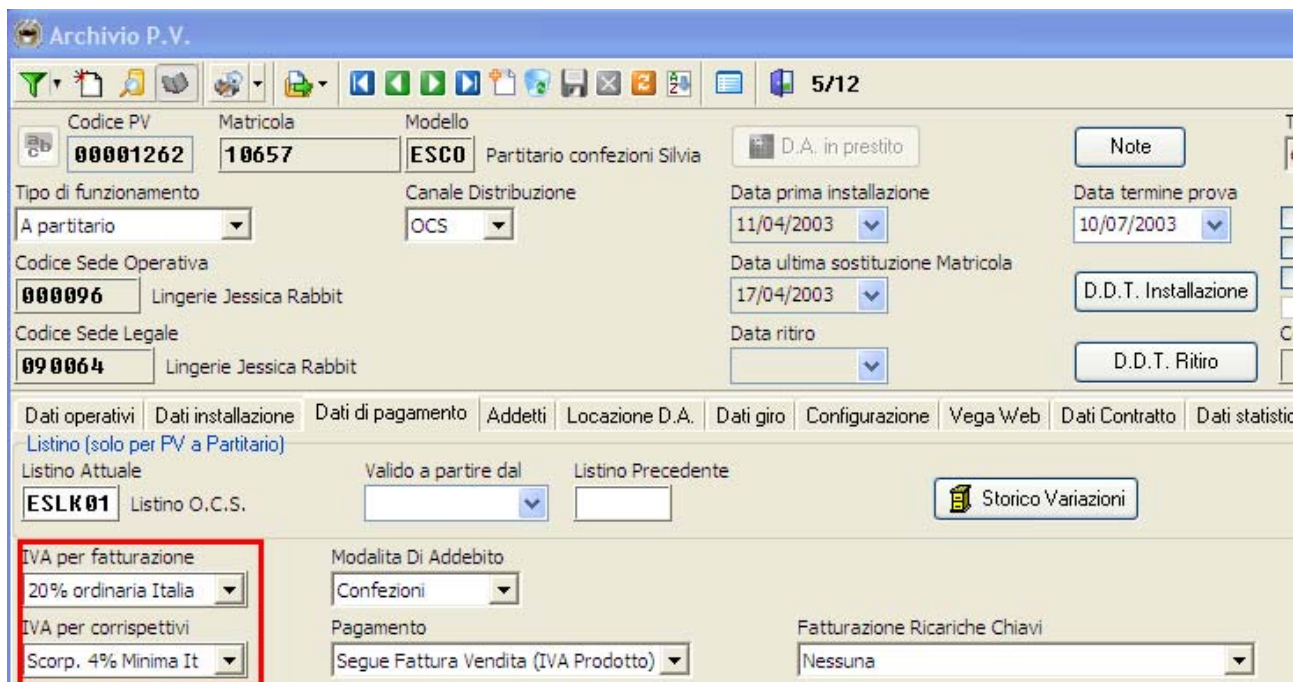 Archivio P.V.
5/12
Codice PV Matricola Modello
00001262 10657 ESCO Partitario confezioni Silvia D.A. in prestito Note
Tipo di funzionamento Canale Distribuzione Data prima installazione Data termine prova
A partitario OCS 11/04/2003 10/07/2003
Codice Sede Operativa Data ultima sostituzione Matricola
000096 Lingerie Jessica Rabbit 17/04/2003 D.D.T. Installazione
Codice Sede Legale Data ritiro
090064 Lingerie Jessica Rabbit D.D.T. Ritiro
Dati operativi Dati installazione Dati di pagamento Addetti Locazione D.A. Dati giro Configurazione Vega Web Dati Contratto Dati statistic
Listino (solo per PV a Partitario)
Listino Attuale Valido a partire dal Listino Precedente
ESLK01 Listino O.C.S. Storico Variazioni
IVA per fatturazione Modalita Di Addebito
20% ordinaria Italia Confezioni
IVA per corrispettivi Pagamento Fatturazione Ricariche Chiavi
Scorp. 4% Minima It Segue Fattura Vendita (IVA Prodotto) Nessuna